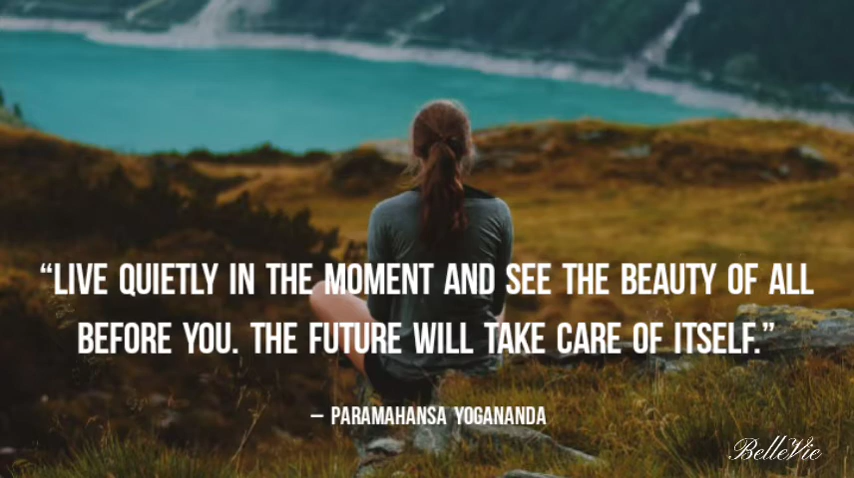 “LIVE QUIETLY IN THE MOMENT AND SEE THE BEAUTY OF ALL
BEFORE YOU. THE FUTURE WILL TAKE CARE OF ITSELF.”
– PARAMAHANSA YOGANANDA
BelleVie